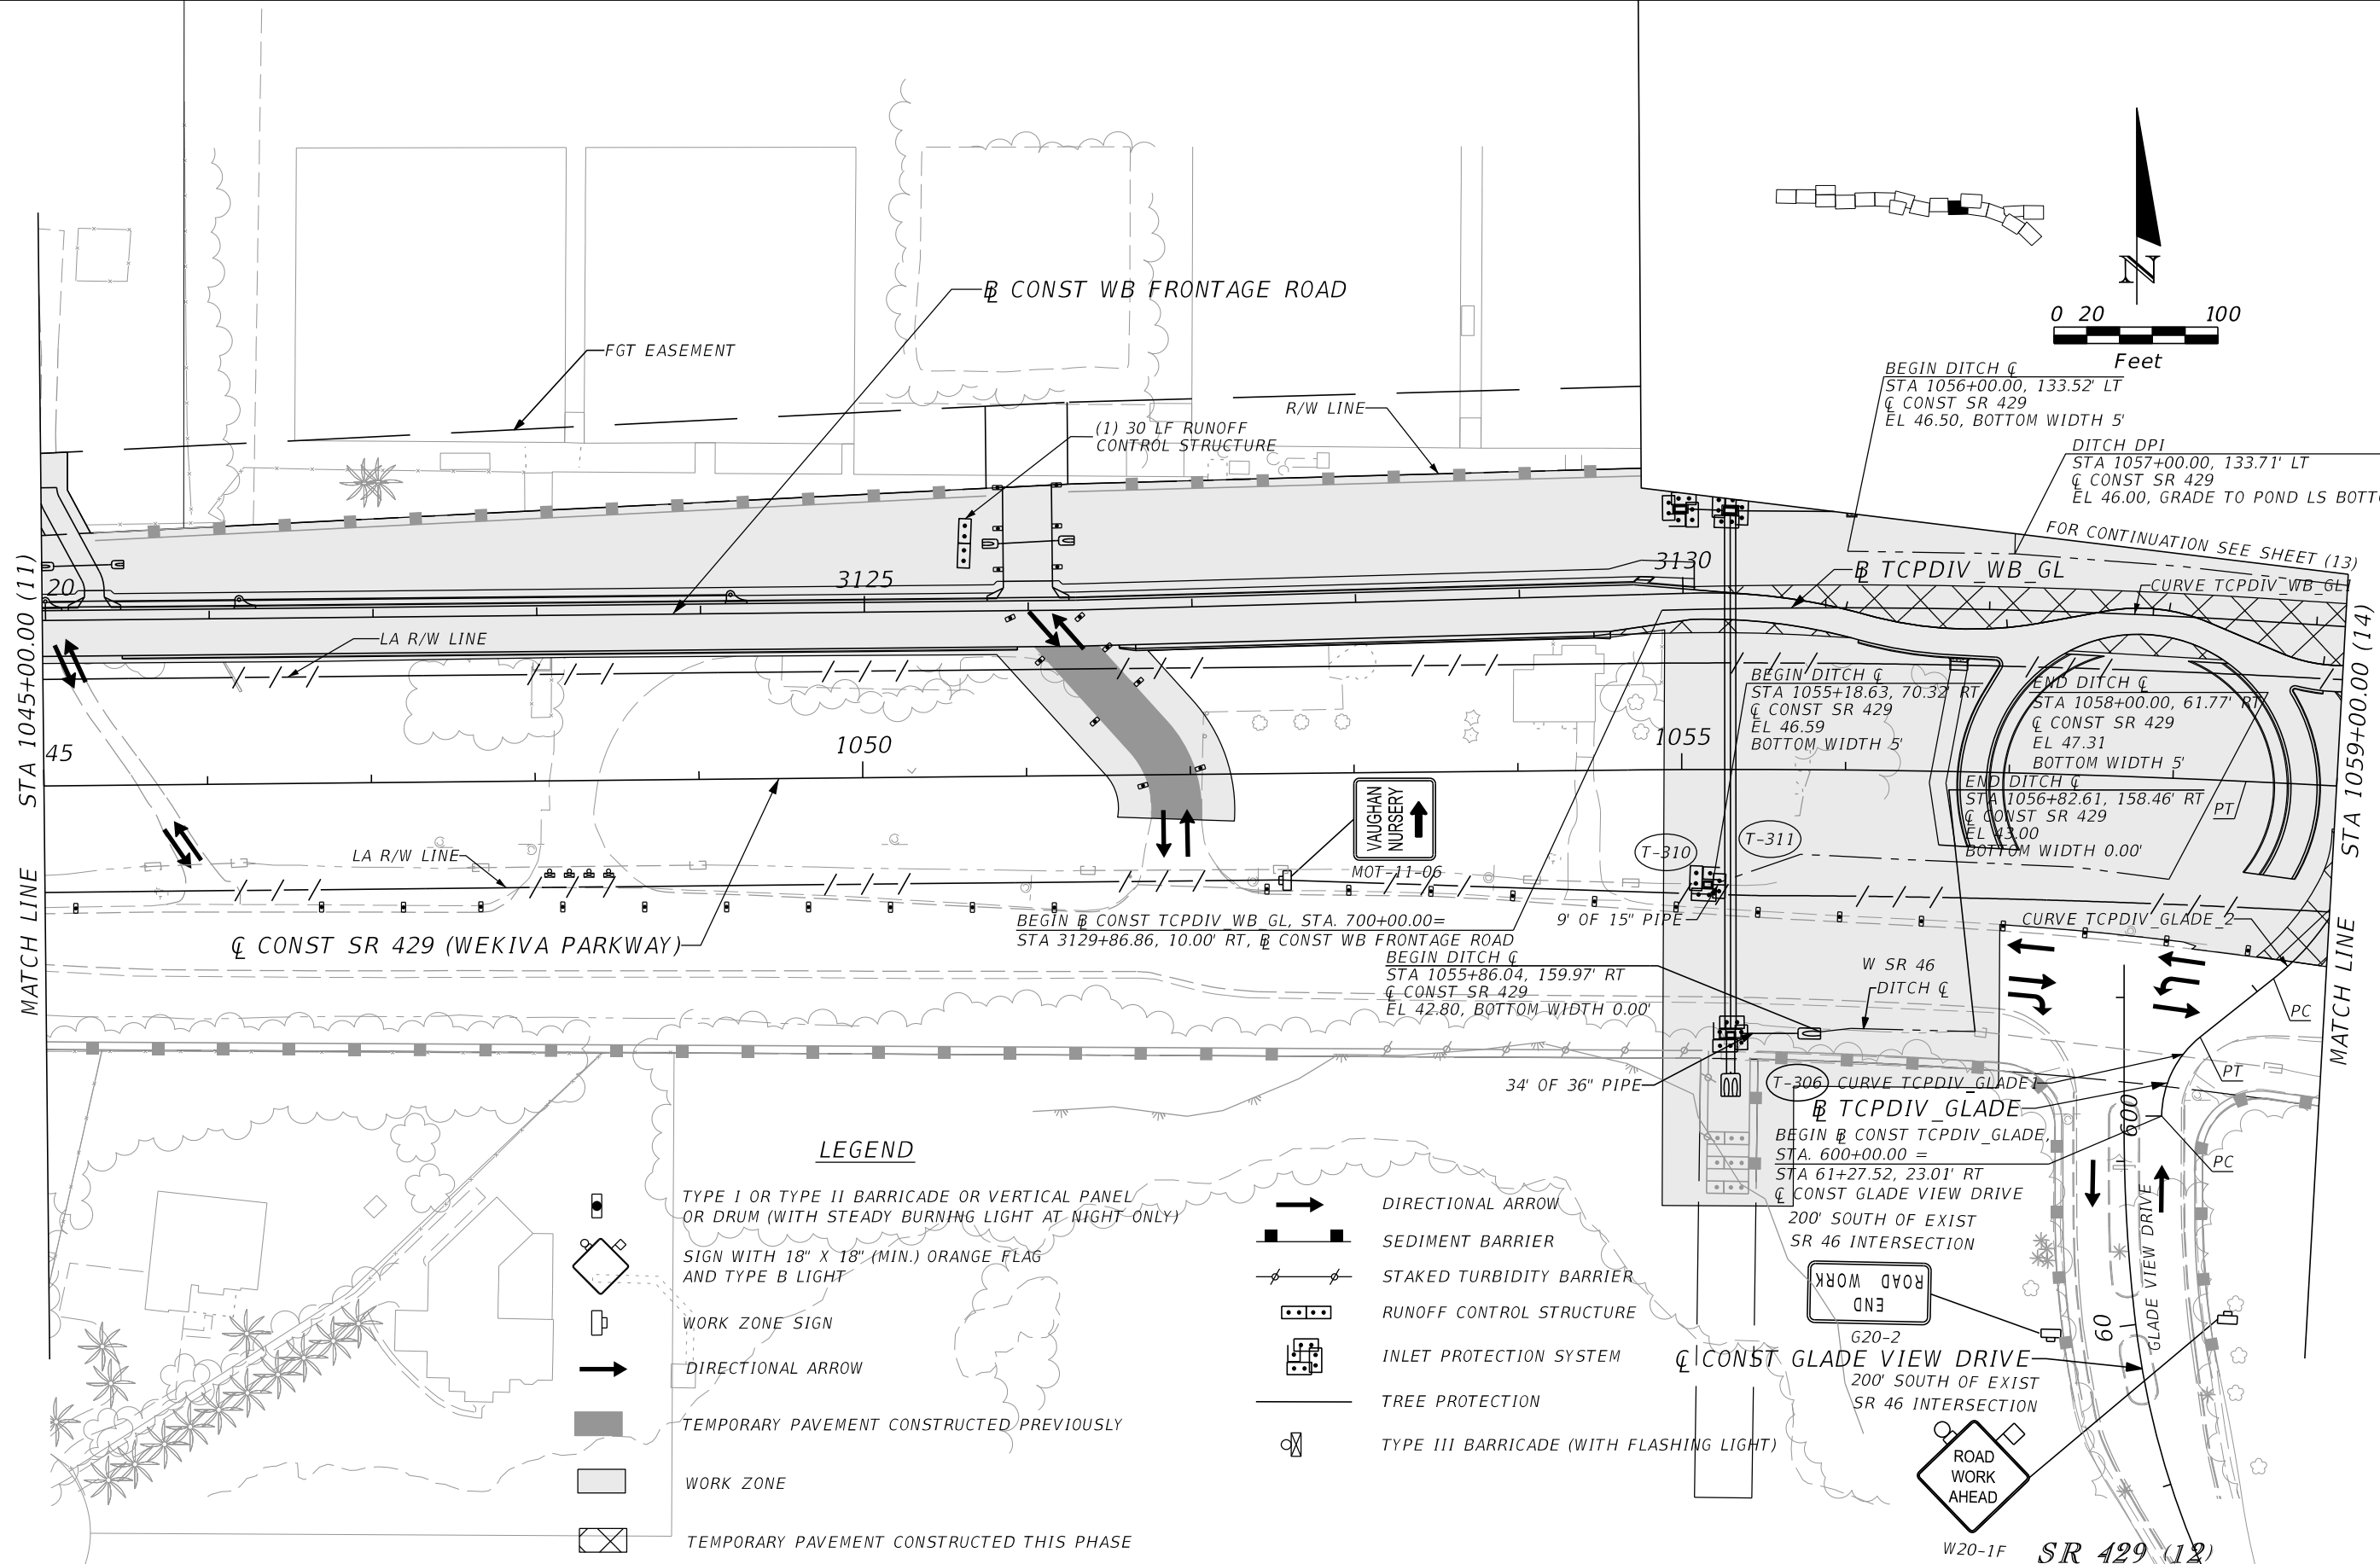 0 20 100
Feet
N
℄ CONST WB FRONTAGE ROAD
FGT EASEMENT
R/W LINE
(1) 30 LF RUNOFF
CONTROL STRUCTURE
BEGIN DITCH ℄
STA 1056+00.00, 133.52' LT
℄ CONST SR 429
EL 46.50, BOTTOM WIDTH 5'
DITCH DPI
STA 1057+00.00, 133.71' LT
℄ CONST SR 429
EL 46.00, GRADE TO POND LS
FOR CONTINUATION SEE SHEET (13)
MATCH LINE STA 1045+00.00 (11)
20
3125
3130
TCPDIV_WB_GL
CURVE TCPDIV_WB_GL1
LA R/W LINE
45
1050
1055
BEGIN DITCH ℄
STA 1055+18.63, 70.32' RT
℄ CONST SR 429
EL 46.59
BOTTOM WIDTH 5'
END DITCH ℄
STA 1058+00.00, 61.77' RT
℄ CONST SR 429
EL 47.31
BOTTOM WIDTH 5'
END DITCH ℄
STA 1056+82.61, 158.46' RT
℄ CONST SR 429
EL 43.00
BOTTOM WIDTH 0.00'
PT
MATCH LINE STA 1059+00.00 (14)
VAUGHAN
NURSERY
MOT-11-06
T-310
T-311
LA R/W LINE
℄ CONST SR 429 (WEKIVA PARKWAY)
BEGIN CONST TCPDIV_WB_GL, STA. 700+00.00=
STA 3129+86.86, 10.00' RT, CONST WB FRONTAGE ROAD
9' OF 15" PIPE
CURVE TCPDIV_GLADE_2
BEGIN DITCH ℄
STA 1055+86.04, 159.97' RT
℄ CONST SR 429
EL 42.80, BOTTOM WIDTH 0.00'
W SR 46
DITCH ℄
PC
34' OF 36" PIPE
T-306
CURVE TCPDIV_GLADE1
PT
TCPDIV_GLADE
600
BEGIN CONST TCPDIV_GLADE,
STA. 600+00.00 =
STA 61+27.52, 23.01' RT
℄ CONST GLADE VIEW DRIVE
PC
200' SOUTH OF EXIST
SR 46 INTERSECTION
GLADE VIEW DRIVE
END
ROAD WORK
G20-2
60
℄ CONST GLADE VIEW DRIVE
200' SOUTH OF EXIST
SR 46 INTERSECTION
ROAD
WORK
AHEAD
W20-1F
SR 429 (12)
LEGEND
TYPE I OR TYPE II BARRICADE OR VERTICAL PANEL
OR DRUM (WITH STEADY BURNING LIGHT AT NIGHT ONLY)
SIGN WITH 18" X 18" (MIN.) ORANGE FLAG
AND TYPE B LIGHT
WORK ZONE SIGN
DIRECTIONAL ARROW
TEMPORARY PAVEMENT CONSTRUCTED PREVIOUSLY
WORK ZONE
TEMPORARY PAVEMENT CONSTRUCTED THIS PHASE
DIRECTIONAL ARROW
SEDIMENT BARRIER
STAKED TURBIDITY BARRIER
RUNOFF CONTROL STRUCTURE
INLET PROTECTION SYSTEM
TREE PROTECTION
TYPE III BARRICADE (WITH FLASHING LIGHT)